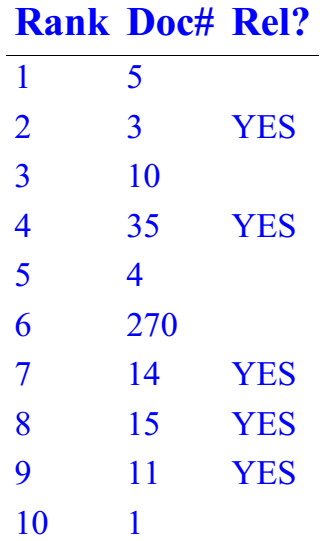 Rank Doc# Rel?
1 5
2 3 YES
3 10
4 35 YES
5 4
6 270
7 14 YES
8 15 YES
9 11 YES
10 1